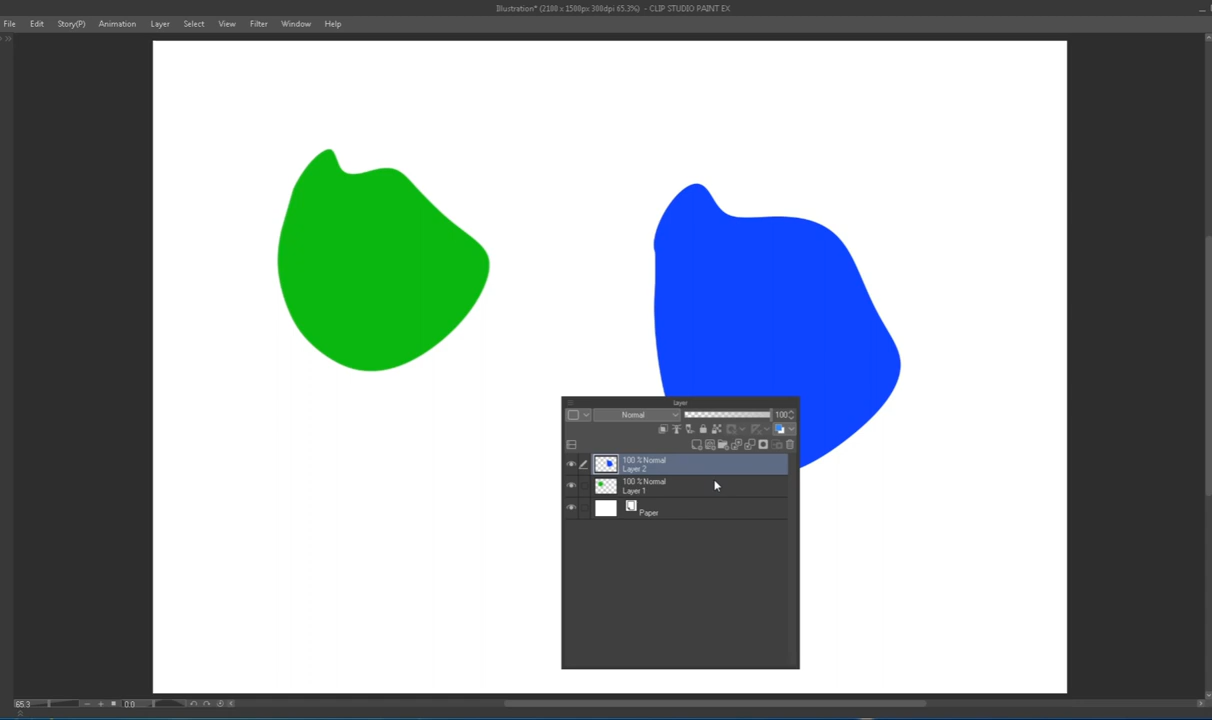 Illustration* (2100 x 1500px 300dpi 65.3%) - CLIP STUDIO PAINT EX
File Edit Story(P) Animation Layer Select View Filter Window Help
Layer
Normal 100
100 % Normal
Layer 2
100 % Normal
Layer 1
Paper
65.3 0.0